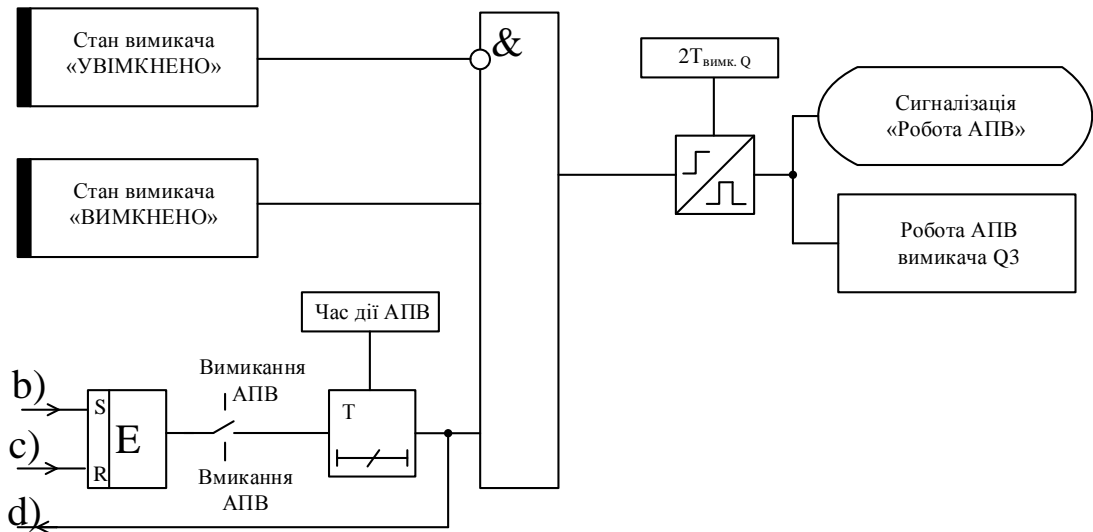 Стан вимикача
«УВІМКНЕНО»
&
2Tвимк. Q
Сигналізація
«Робота АПВ»
Стан вимикача
«ВИМКНЕНО»
Робота АПВ
вимикача Q3
Час дії АПВ
b)
Вимикання
АПВ
S
T
E
c)
R
Вмикання
АПВ
d)